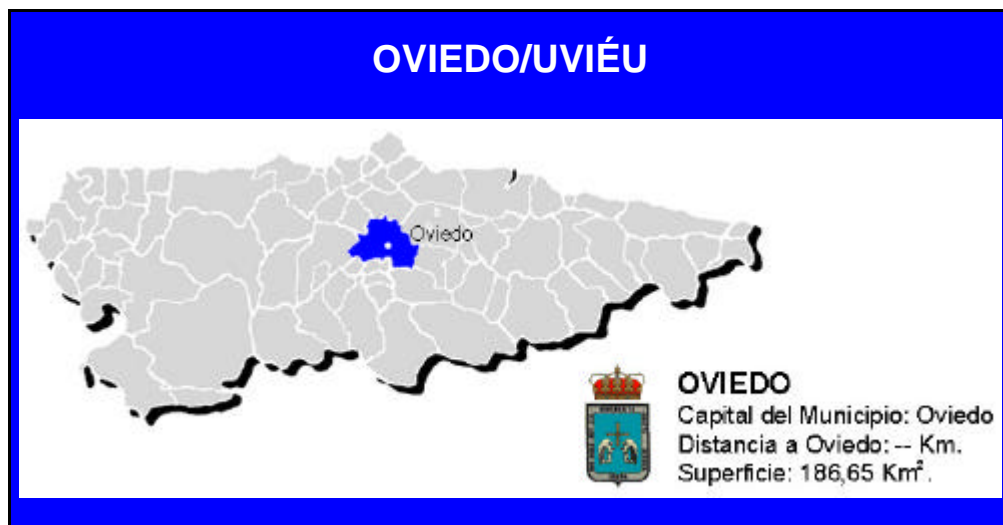 OVIEDO/UVIÉU
Oviedo
OVIEDO
Capital del Municipio: Oviedo
Distancia a Oviedo: -- Km.
Superficie: 186,65 Km².